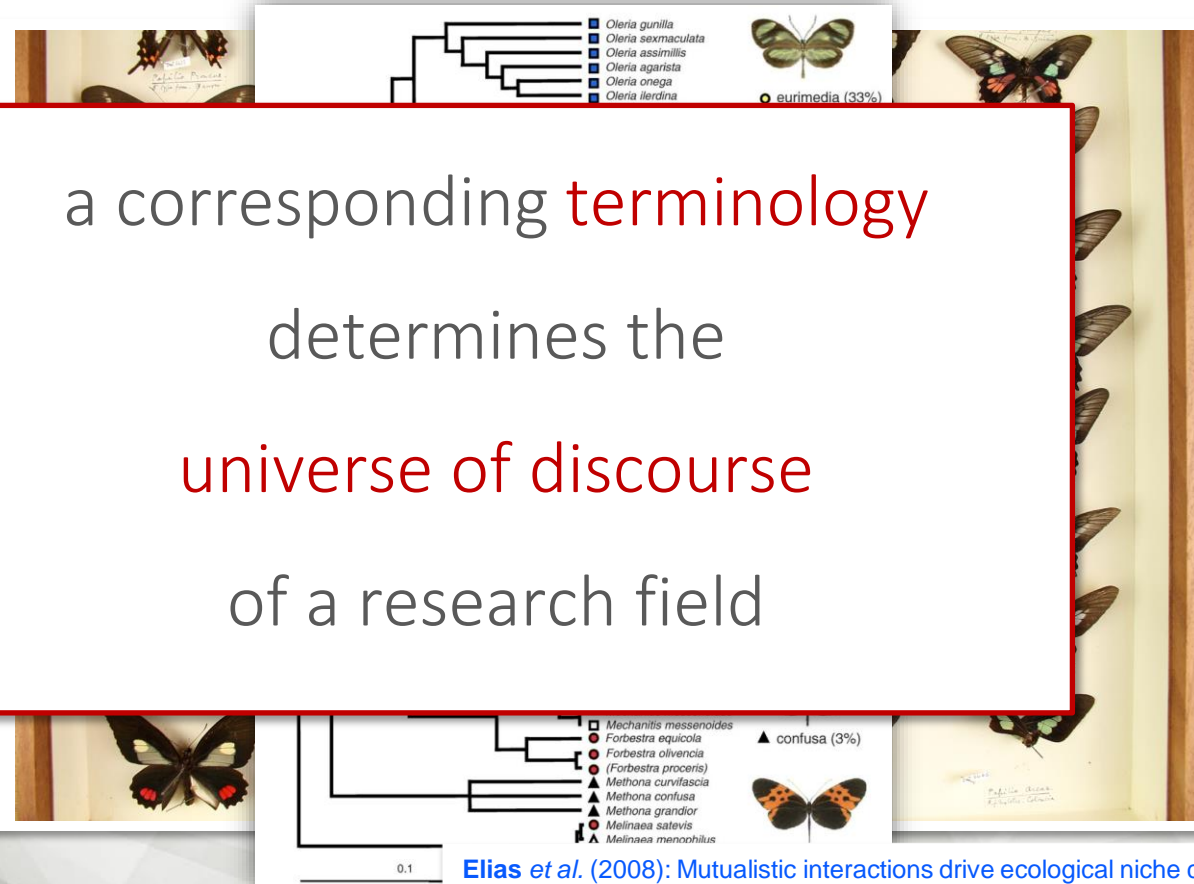 Oleria gunilla
Oleria sexmaculata
Oleria assimillis
Oleria agarista
Oleria onega
Oleria ilerdina
eurimedia (33%)
a corresponding terminology
determines the
universe of discourse
of a research field
Mechanitis messenoides
Forbestra equicola
Forbestra olivencia
(Forbestra proceris)
Methona curvifascia
Methona confusa
Methona grandior
Melinaea satevis
Melinaea menophilus
confusa (3%)
0.1
Elias et al. (2008): Mutualistic interactions drive ecological niche